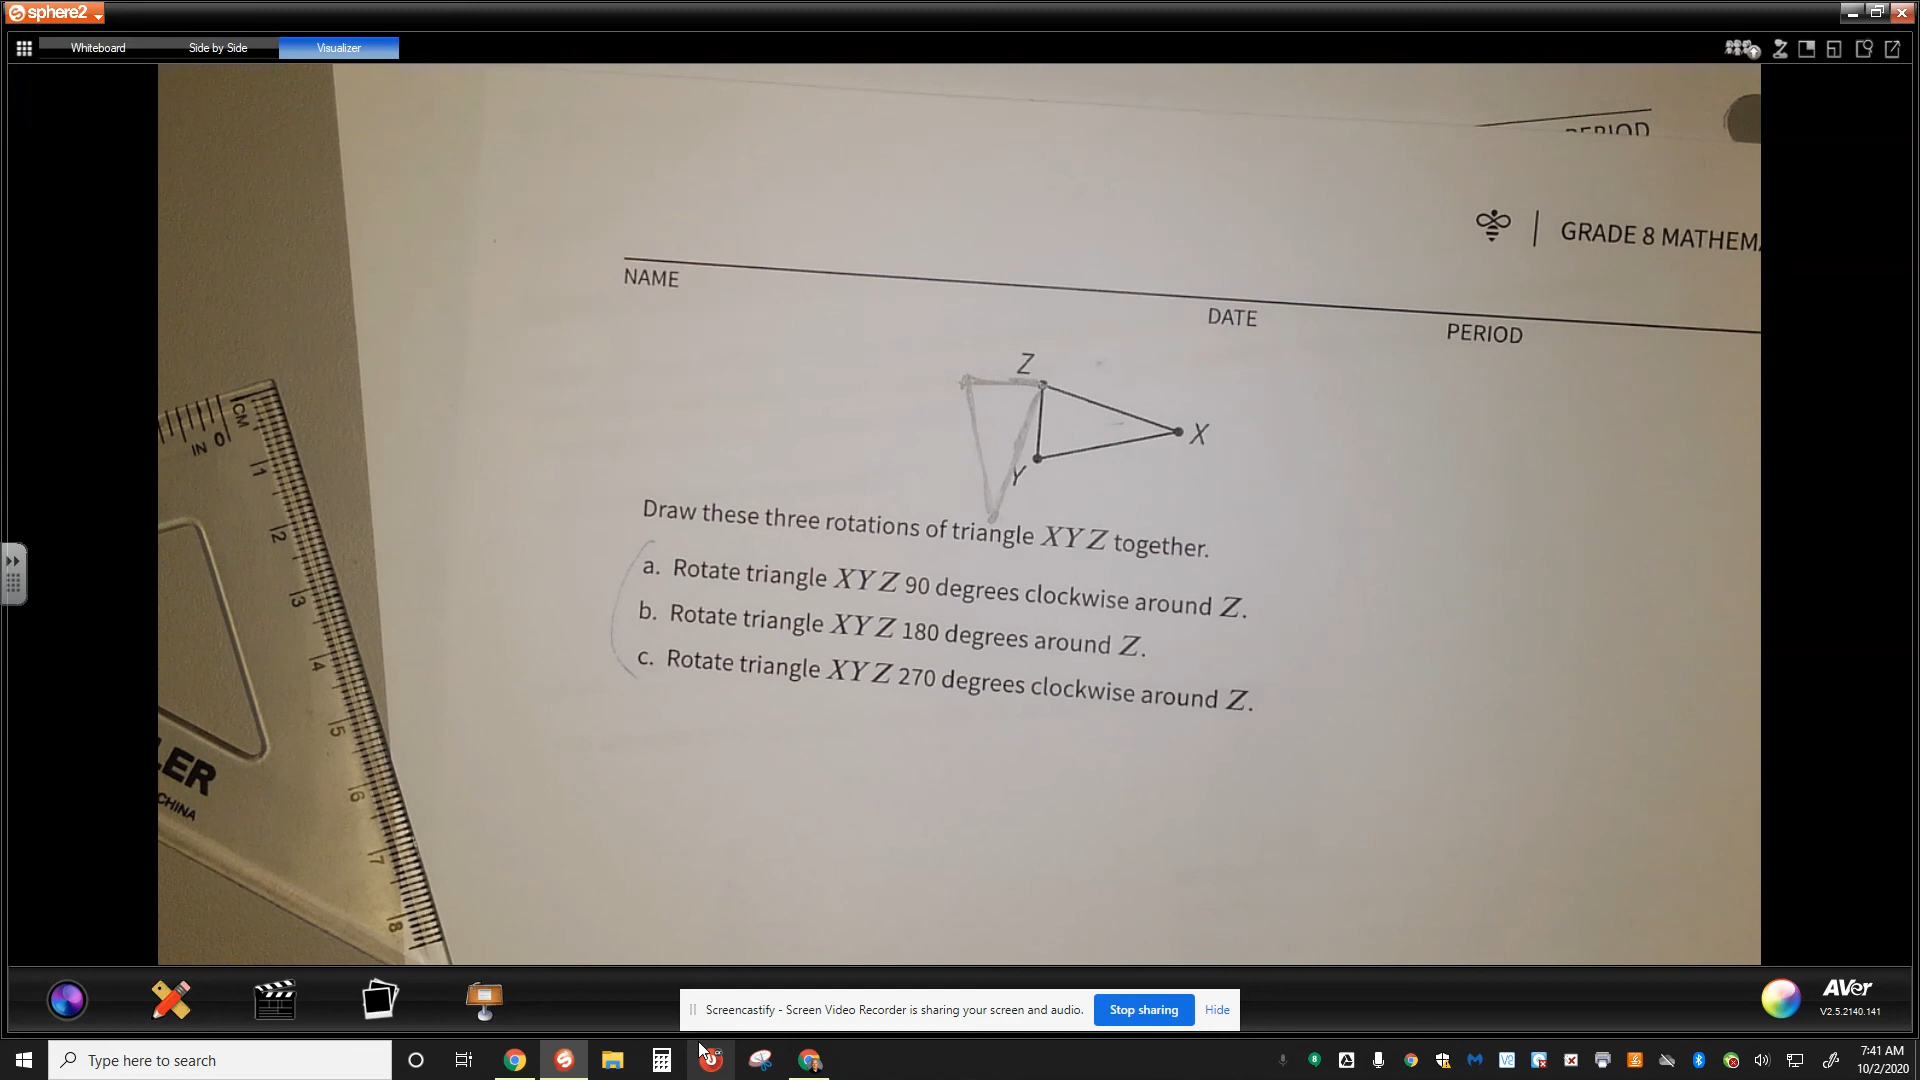 sphere2
Whiteboard
Side by Side
Visualizer
PERIOD
GRADE 8 MATHEMA
NAME
DATE
PERIOD
Z
X
Y
CM
IN 0
1
2
3
4
5
6
7
8
LER
CHINA
Draw these three rotations of triangle XYZ together.
a. Rotate triangle XYZ 90 degrees clockwise around Z.
b. Rotate triangle XYZ 180 degrees around Z.
c. Rotate triangle XYZ 270 degrees clockwise around Z.
Screencastify - Screen Video Recorder is sharing your screen and audio.
Stop sharing
Hide
AVer
V2.5.2140.141
Type here to search
7:41 AM
10/2/2020